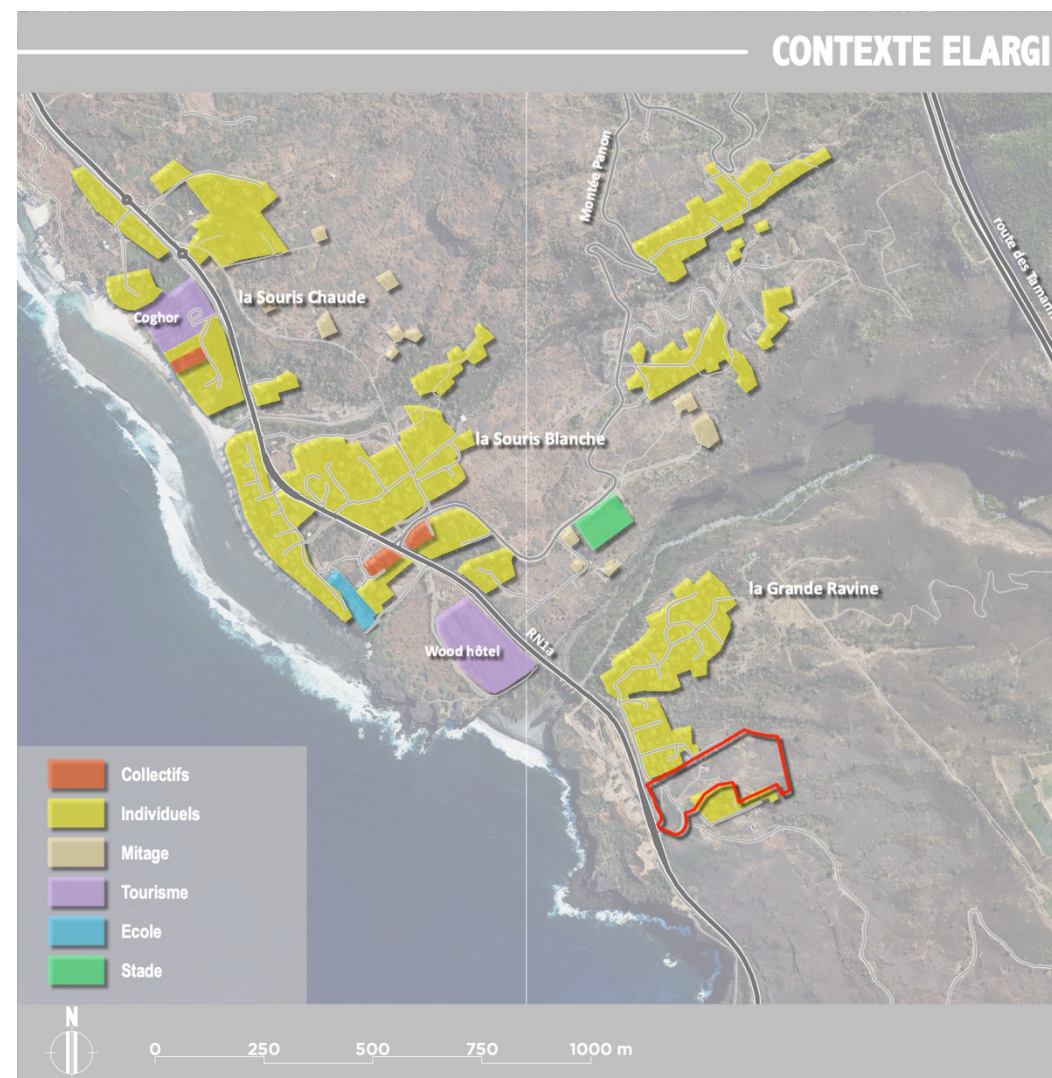 CONTEXTE ELARGI
Montée Panon
route des Tamarin
la Souris Chaude
Coghor
la Souris Blanche
la Grande Ravine
RN1a
Wood hôtel
Collectifs
Individuels
Mitage
Tourisme
Ecole
Stade
N
0 250 500 750 1000 m